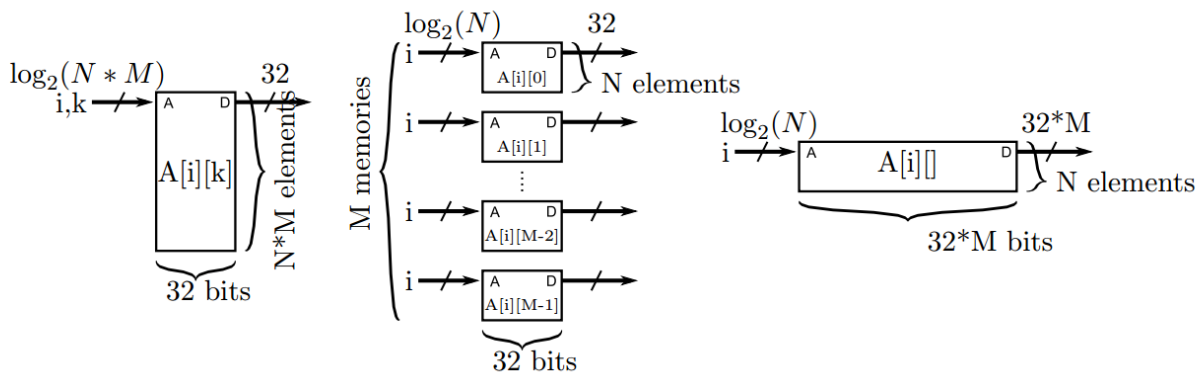 log₂(N ∗ M)
i,k
A
D
32
A[i][k]
N*M elements
32 bits
M memories
log₂(N)
i
A
D
A[i][0]
32
N elements
i
A
D
A[i][1]
i
A
D
A[i][M-2]
i
A
D
A[i][M-1]
32 bits
log₂(N)
i
A
A[i][]
D
32*M
N elements
32*M bits